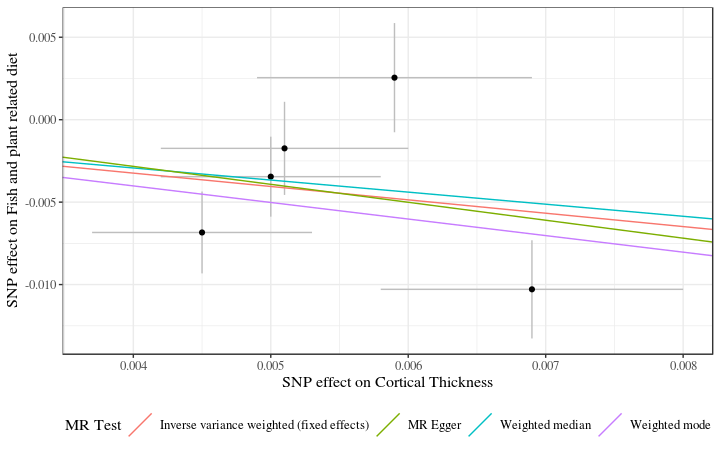 SNP effect on Fish and plant related diet
0.005
0.000
-0.005
-0.010
0.004
0.005
0.006
0.007
0.008
SNP effect on Cortical Thickness
MR Test
Inverse variance weighted (fixed effects)
MR Egger
Weighted median
Weighted mode